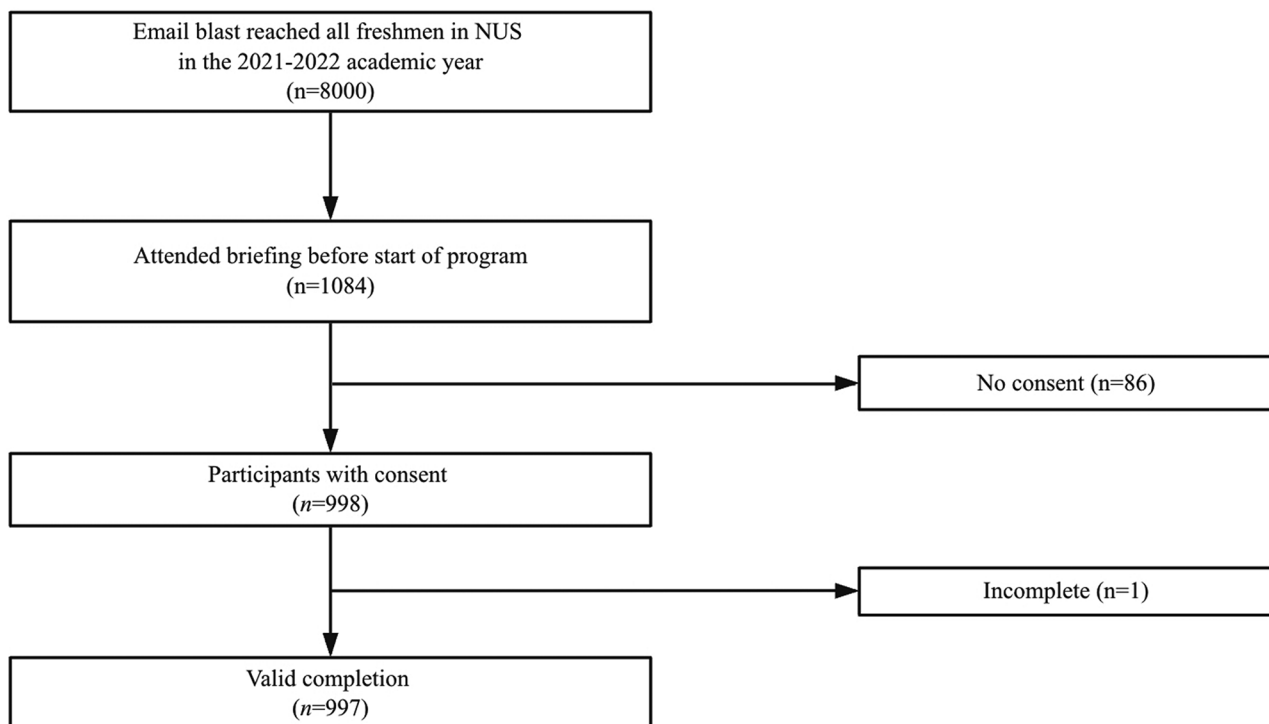 Email blast reached all freshmen in NUS
in the 2021-2022 academic year
(n=8000)
Attended briefing before start of program
(n=1084)
No consent (n=86)
Participants with consent
(n=998)
Incomplete (n=1)
Valid completion
(n=997)